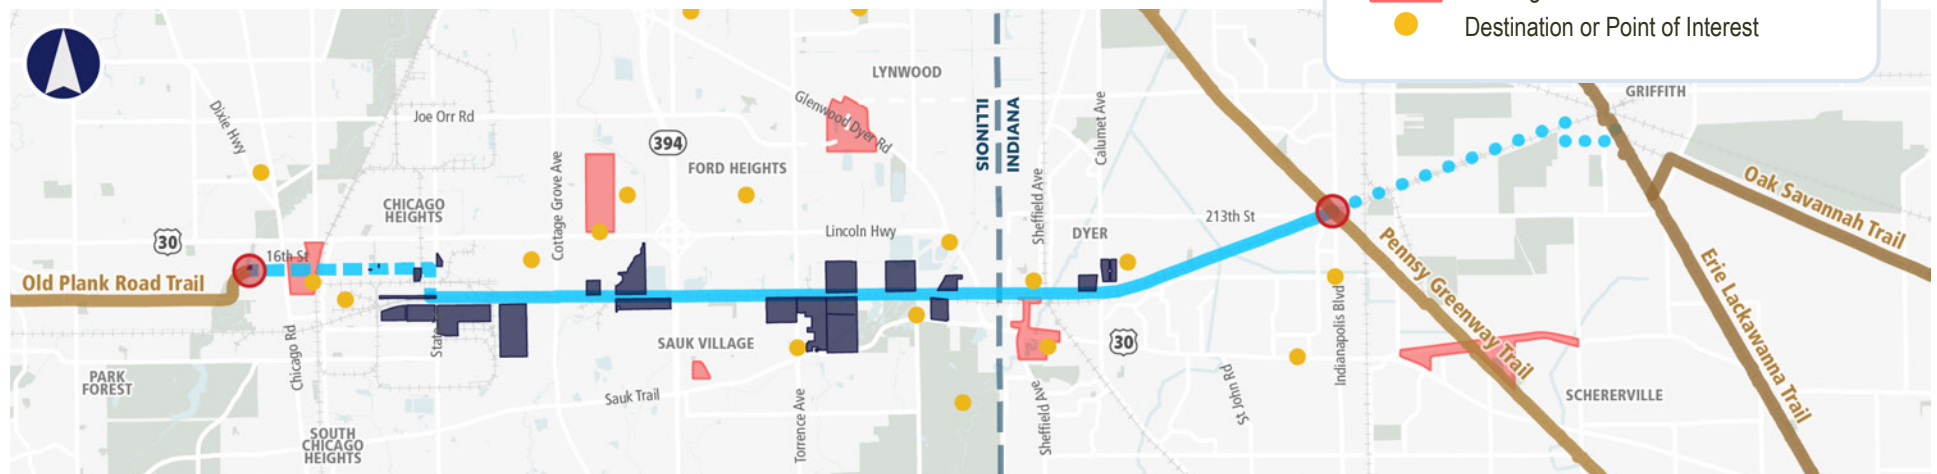 Destination or Point of Interest
LYNWOOD
GRIFFITH
Dixie Hwy
Joe Orr Rd
Glenwood Dyer Rd
ILLINOIS
INDIANA
Calumet Ave
394
Cottage Grove Ave
FORD HEIGHTS
Sheffield Ave
Oak Savannah Trail
CHICAGO
HEIGHTS
213th St
30
Lincoln Hwy
DYER
16th St
Old Plank Road Trail
Pennsy Greenway Trail
Erie Lackawanna Trail
Chicago Rd
SAUK VILLAGE
30
Indianapolis Blvd
PARK
FOREST
Sauk Trail
Torrence Ave
Sheffield Ave
St John Rd
SCHERERVILLE
SOUTH
CHICAGO
HEIGHTS